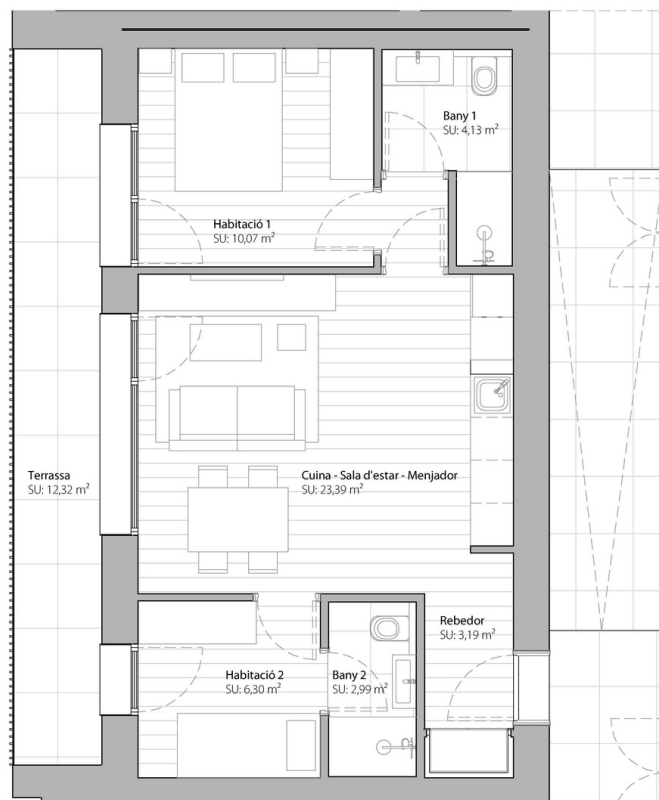 Bany 1
SU: 4,13 m²
Habitació 1
SU: 10,07 m²
Terrassa
SU: 12,32 m²
Cuina - Sala d'estar - Menjador
SU: 23,39 m²
Rebedor
SU: 3,19 m²
Habitació 2
SU: 6,30 m²
Bany 2
SU: 2,99 m²